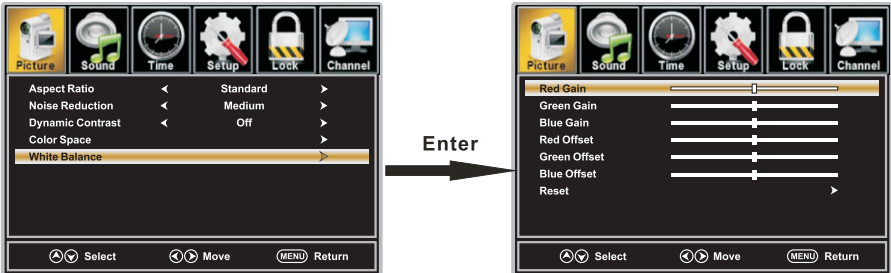 Picture Sound Time Setup Lock Channel
Aspect Ratio Standard
Noise Reduction Medium
Dynamic Contrast Off
Color Space
White Balance
Select Move MENU Return
Enter
Picture Sound Time Setup Lock Channel
Red Gain
Green Gain
Blue Gain
Red Offset
Green Offset
Blue Offset
Reset
Select Move MENU Return